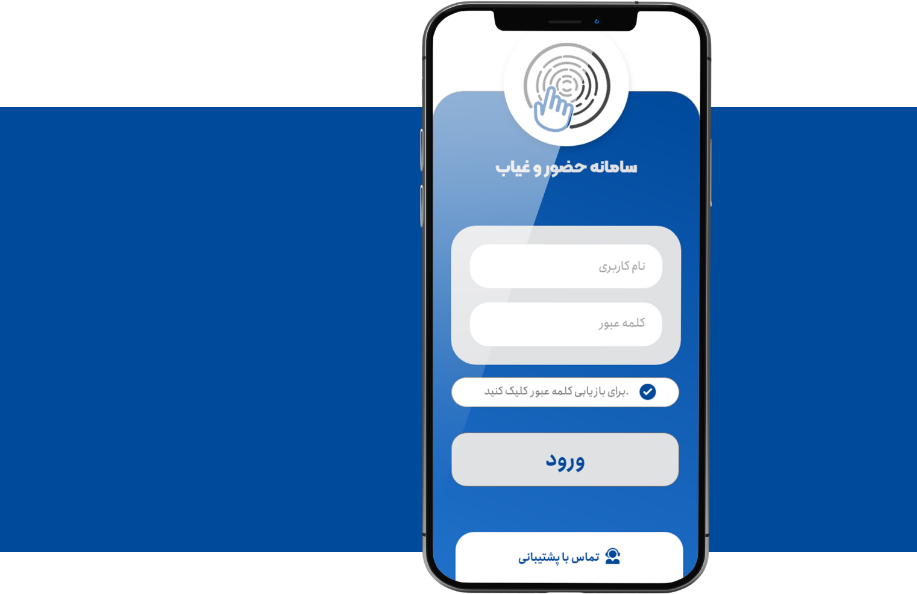 سامانه حضور و غیاب
نام کاربری
کلمه عبور
برای بازیابی کلمه عبور کلیک کنید.
ورود
تماس با پشتیبانی